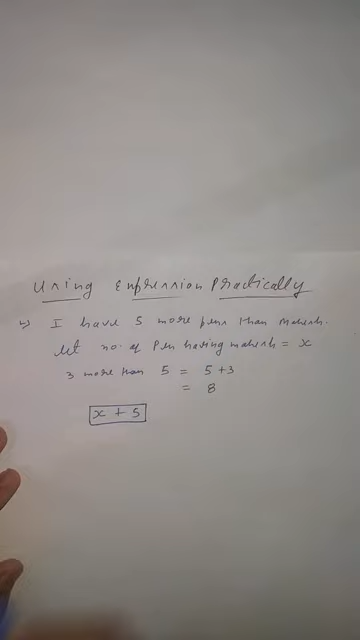 Using Expression Practically
=> I have 5 more pens than Mahesh.
let no. of Pen having mahesh = x
3 more than 5 = 5 + 3
= 8
x + 5